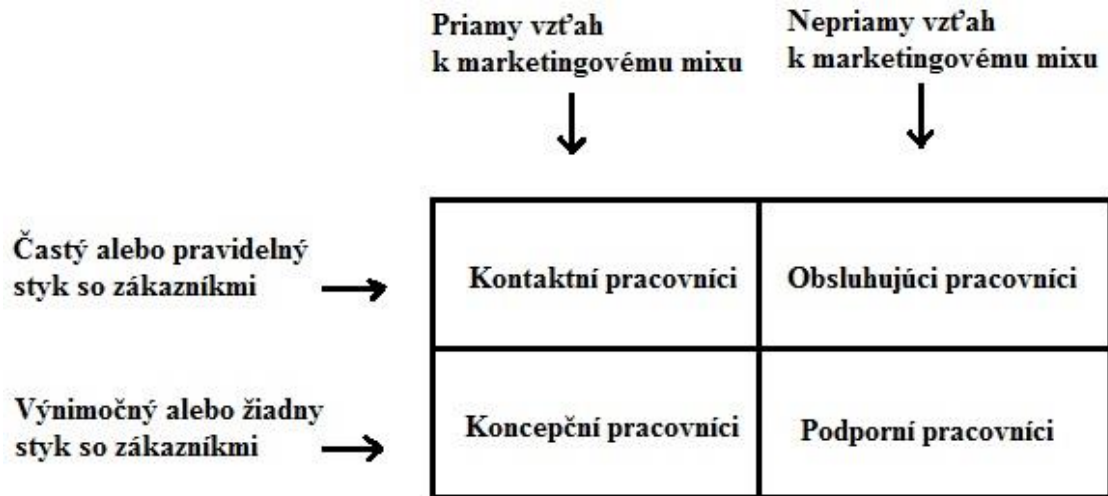 Priamy vzťah
k marketingovému mixu
Nepriamy vzťah
k marketingovému mixu
Častý alebo pravidelný
styk so zákazníkmi
Kontaktní pracovníci
Obsluhujúci pracovníci
Výnimočný alebo žiadny
styk so zákazníkmi
Koncepční pracovníci
Podporní pracovníci